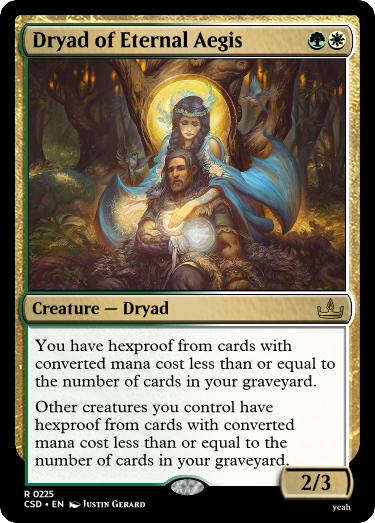 Dryad of Eternal Aegis
Creature — Dryad
You have hexproof from cards with
converted mana cost less than or equal to
the number of cards in your graveyard.
Other creatures you control have
hexproof from cards with converted
mana cost less than or equal to the
number of cards in your graveyard.
2/3
R 0225
CSD • EN Justin Gerard
yeah